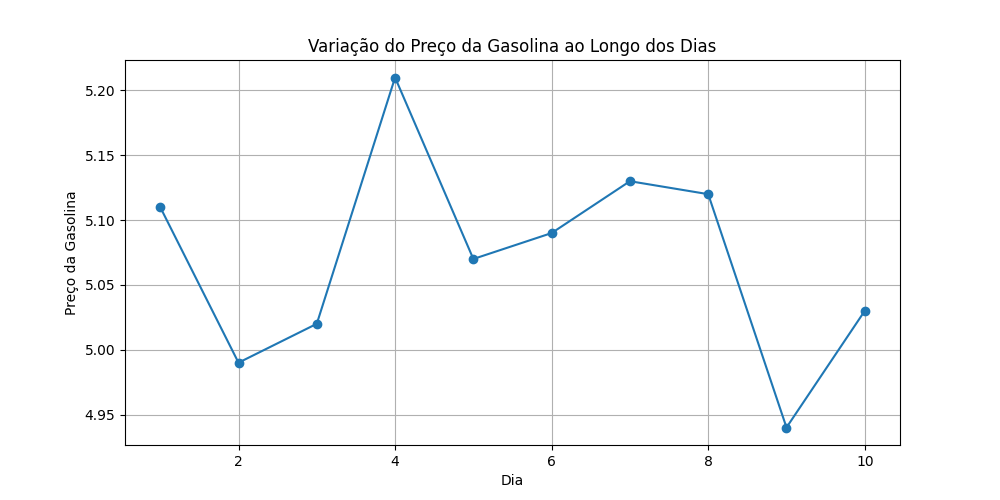 Variação do Preço da Gasolina ao Longo dos Dias
Preço da Gasolina
5.20
5.15
5.10
5.05
5.00
4.95
2 4 6 8 10
Dia